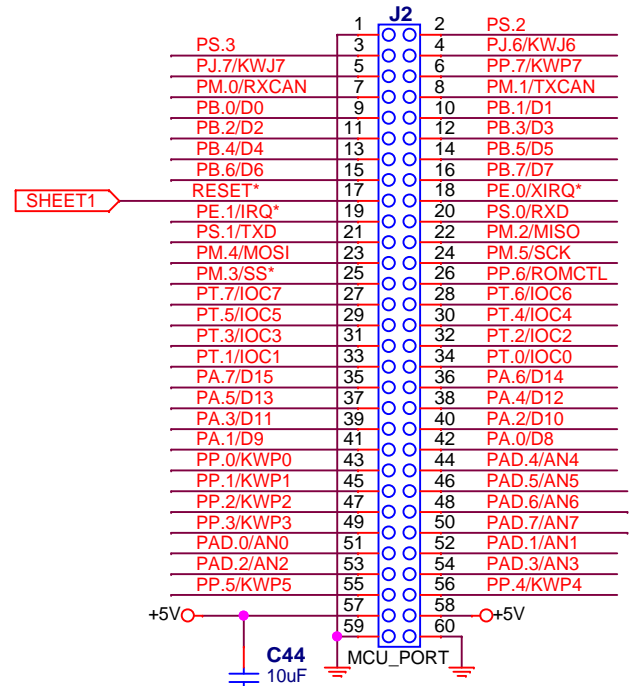 J2
1 2 PS.2
PS.3 3 4 PJ.6/KWJ6
PJ.7/KWJ7 5 6 PP.7/KWP7
PM.0/RXCAN 7 8 PM.1/TXCAN
PB.0/D0 9 10 PB.1/D1
PB.2/D2 11 12 PB.3/D3
PB.4/D4 13 14 PB.5/D5
PB.6/D6 15 16 PB.7/D7
SHEET1 RESET* 17 18 PE.0/XIRQ*
PE.1/IRQ* 19 20 PS.0/RXD
PS.1/TXD 21 22 PM.2/MISO
PM.4/MOSI 23 24 PM.5/SCK
PM.3/SS* 25 26 PP.6/ROMCTL
PT.7/IOC7 27 28 PT.6/IOC6
PT.5/IOC5 29 30 PT.4/IOC4
PT.3/IOC3 31 32 PT.2/IOC2
PT.1/IOC1 33 34 PT.0/IOC0
PA.7/D15 35 36 PA.6/D14
PA.5/D13 37 38 PA.4/D12
PA.3/D11 39 40 PA.2/D10
PA.1/D9 41 42 PA.0/D8
PP.0/KWP0 43 44 PAD.4/AN4
PP.1/KWP1 45 46 PAD.5/AN5
PP.2/KWP2 47 48 PAD.6/AN6
PP.3/KWP3 49 50 PAD.7/AN7
PAD.0/AN0 51 52 PAD.1/AN1
PAD.2/AN2 53 54 PAD.3/AN3
PP.5/KWP5 55 56 PP.4/KWP4
+5V 57 58 +5V
59 60
C44 MCU_PORT
10uF